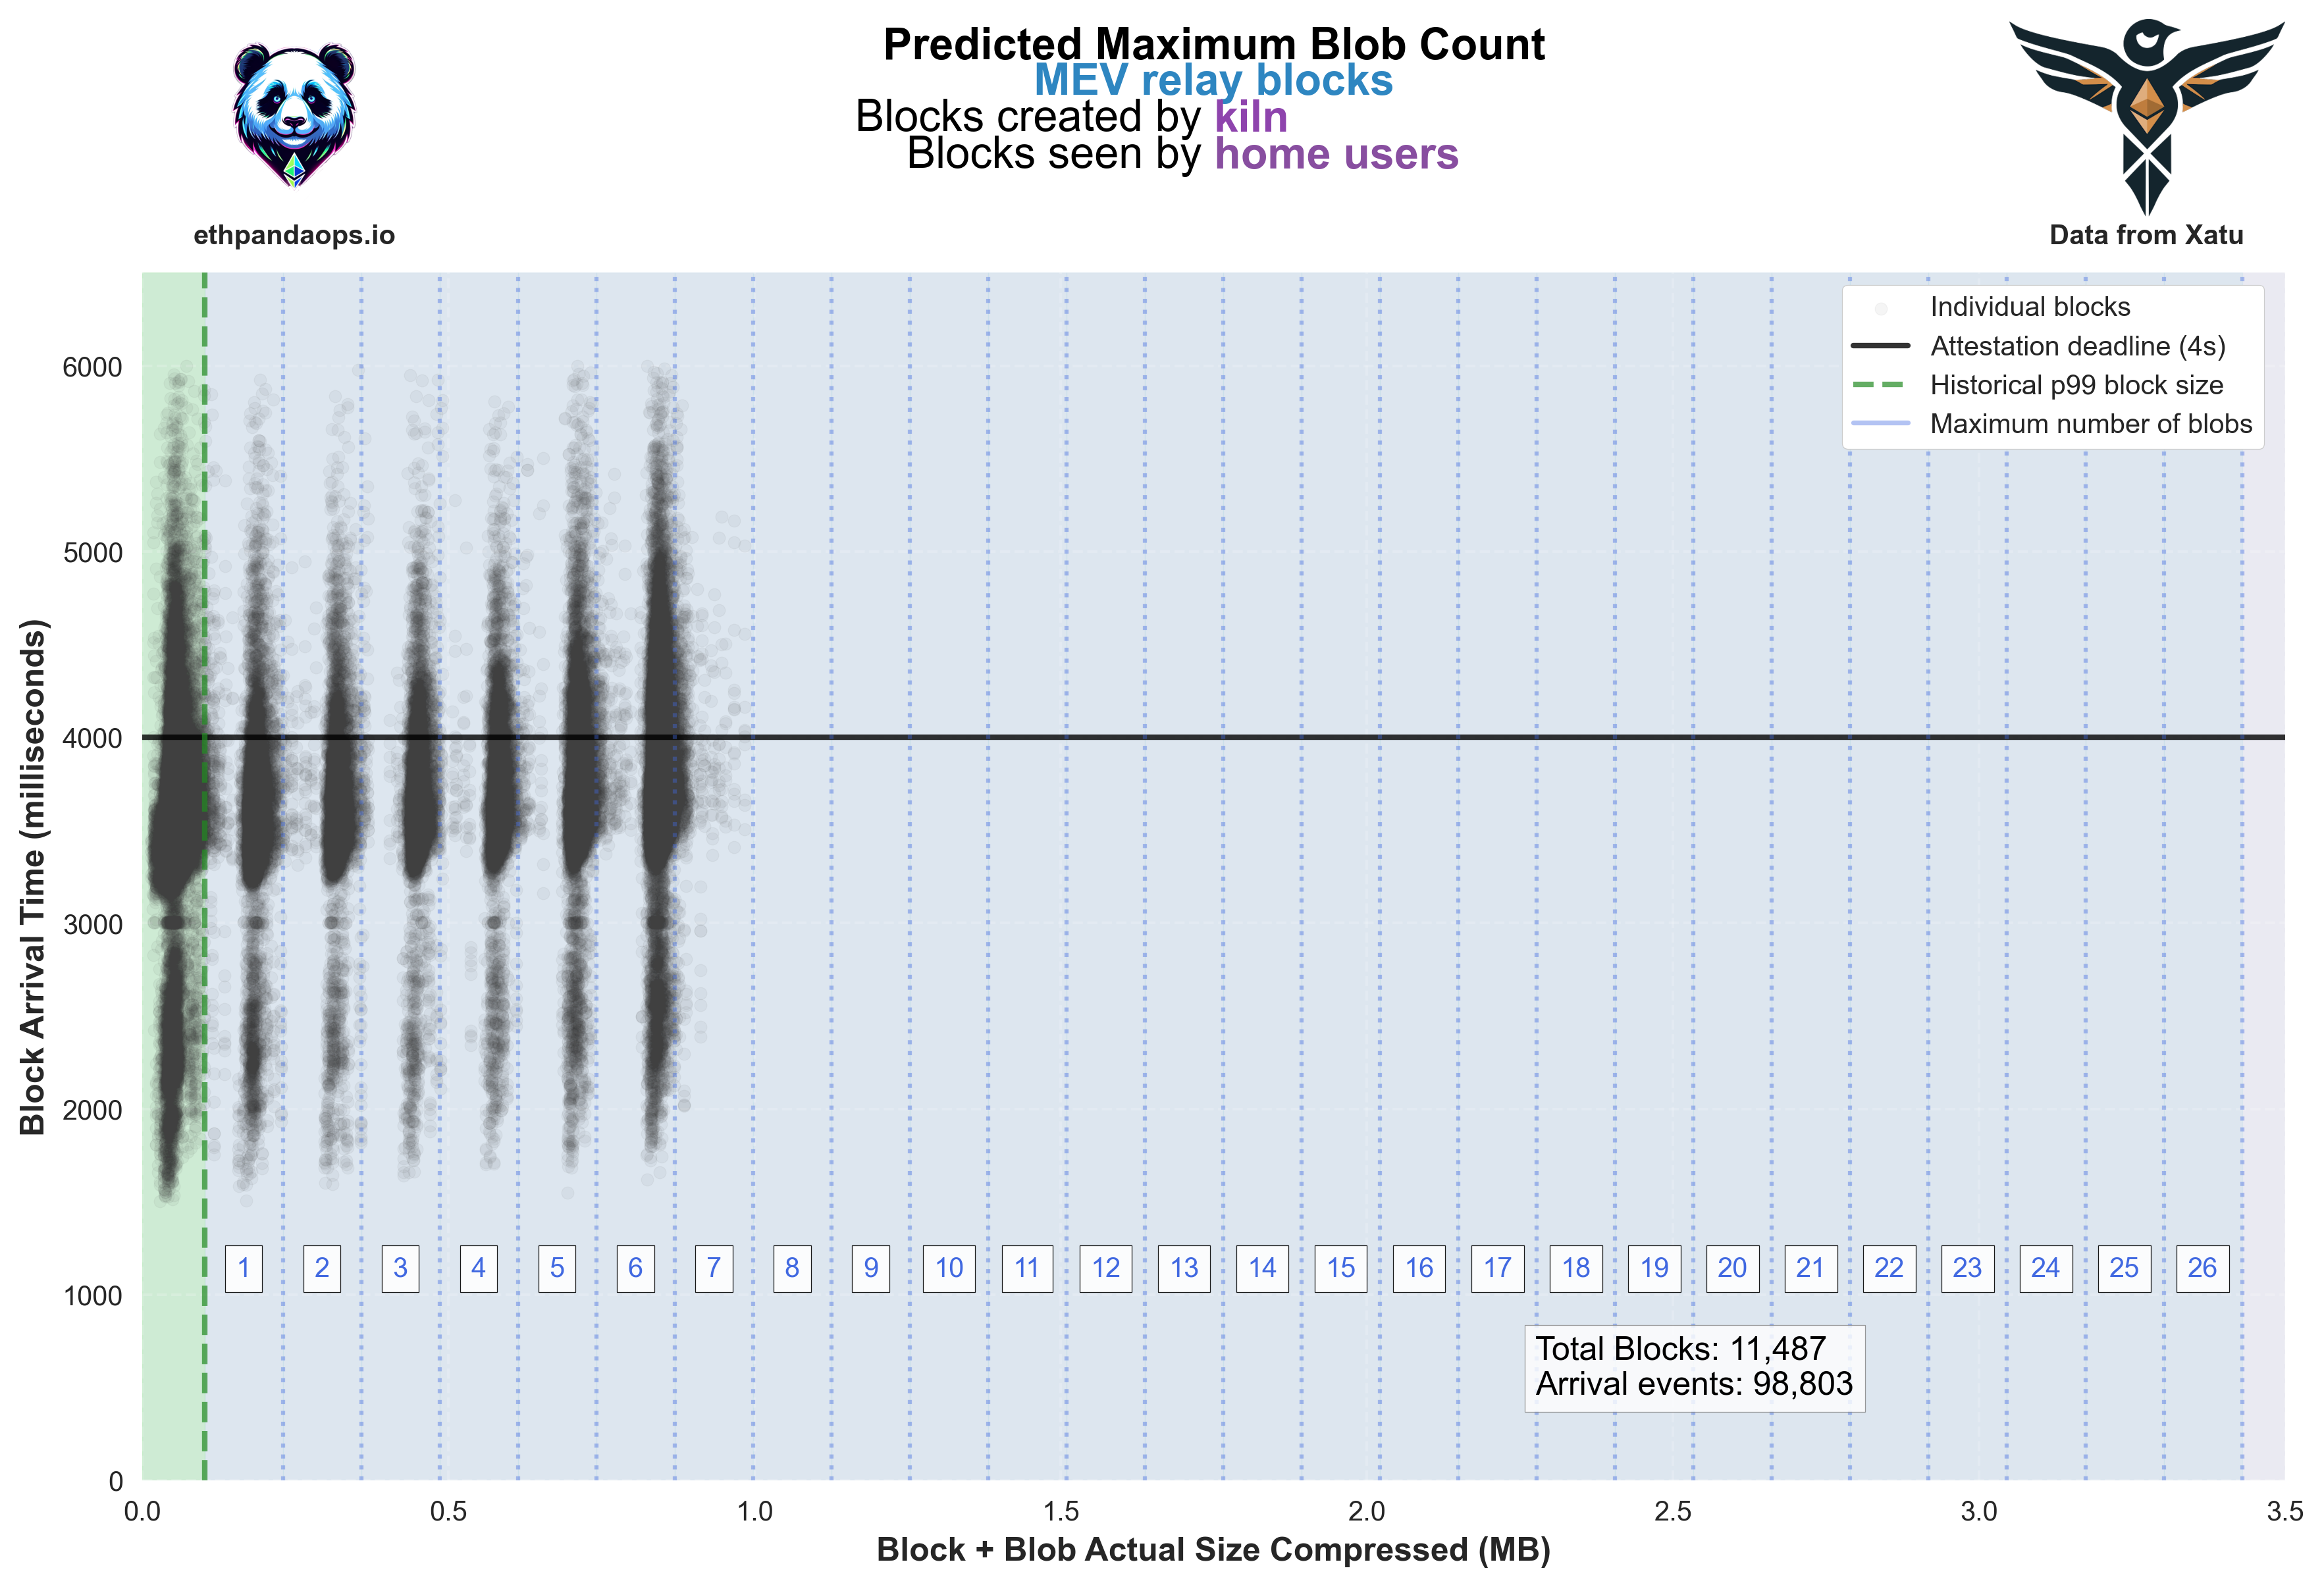 Predicted Maximum Blob Count
MEV relay blocks
Blocks created by kiln
Blocks seen by home users
ethpandaops.io
Data from Xatu
Individual blocks
Attestation deadline (4s)
Historical p99 block size
Maximum number of blobs
Block Arrival Time (milliseconds)
6000
5000
4000
3000
2000
1000
0
1 2 3 4 5 6 7 8 9 10 11 12 13 14 15 16 17 18 19 20 21 22 23 24 25 26
Total Blocks: 11,487
Arrival events: 98,803
0.0 0.5 1.0 1.5 2.0 2.5 3.0 3.5
Block + Blob Actual Size Compressed (MB)